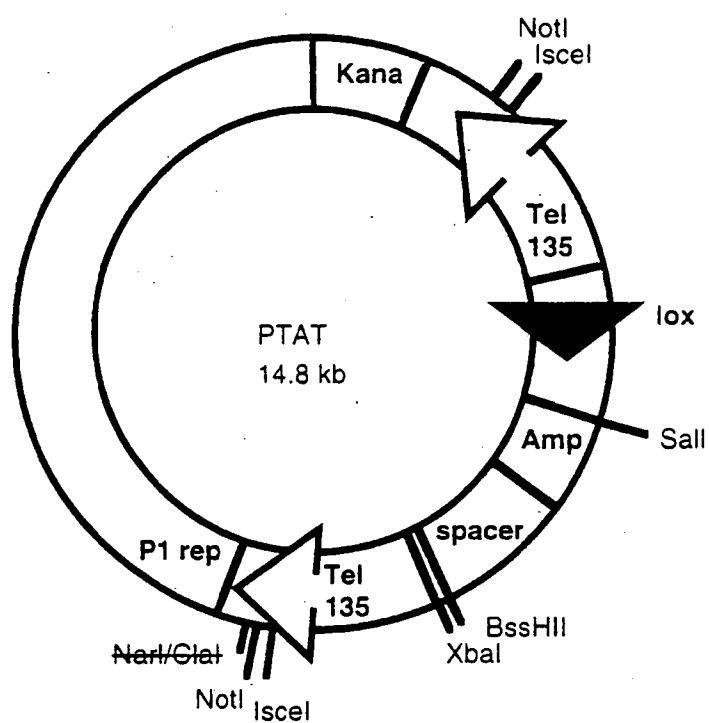 NotI
IsceI
Kana
Tel
135
lox
PTAT
14.8 kb
SalI
Amp
spacer
P1 rep
Tel
135
BssHII
XbaI
NarI/ClaI
NotI
IsceI